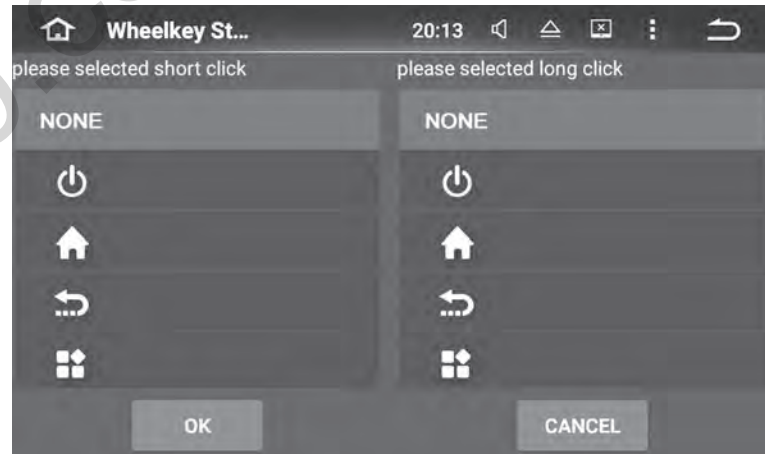 Wheelkey St... 20:13
please selected short click
please selected long click
NONE
NONE
OK
CANCEL